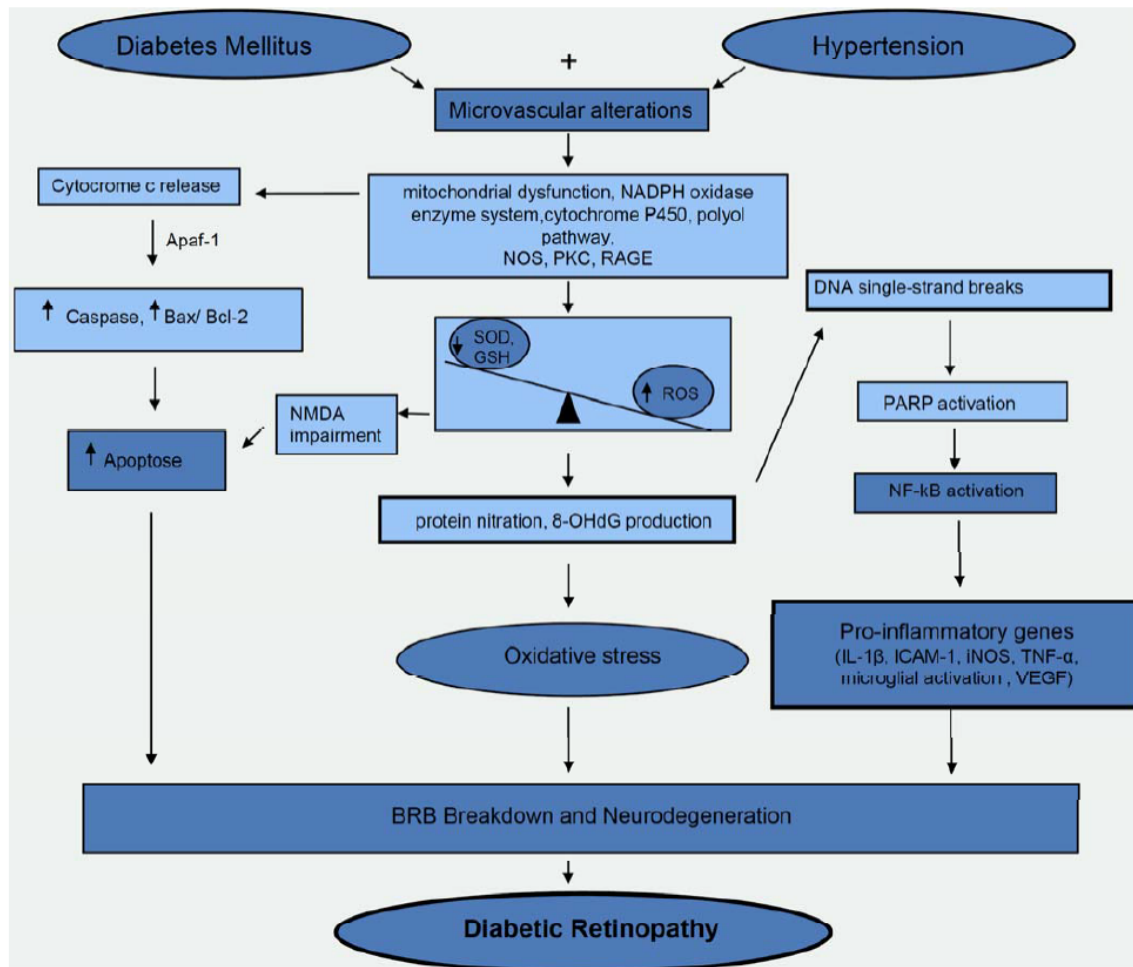 Diabetes Mellitus
+
Hypertension
Microvascular alterations
Cytocrome c release
mitochondrial dysfunction, NADPH oxidase
enzyme system,cytochrome P450, polyol
pathway,
NOS, PKC, RAGE
Apaf-1
↑ Caspase, ↑ Bax/ Bcl-2
DNA single-strand breaks
↓ SOD,
GSH
↑ ROS
NMDA
impairment
PARP activation
↑ Apoptose
NF-kB activation
protein nitration, 8-OHdG production
Pro-inflammatory genes
(IL-1β, ICAM-1, iNOS, TNF-α,
microglial activation , VEGF)
Oxidative stress
BRB Breakdown and Neurodegeneration
Diabetic Retinopathy